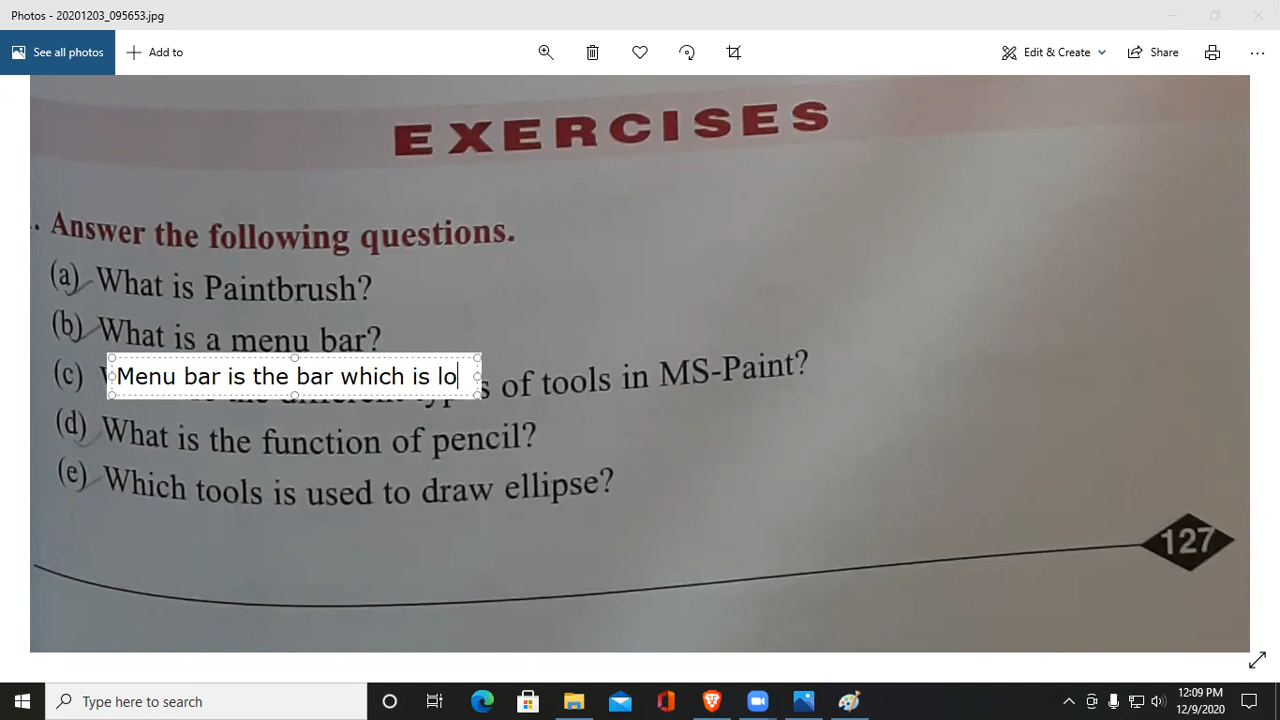 Photos - 20201203_095653.jpg
See all photos
Add to
Edit & Create
Share
EXERCISES
Answer the following questions.
(a) What is Paintbrush?
(b) What is a menu bar?
Menu bar is the bar which is lo
(c) of tools in MS-Paint?
(d) What is the function of pencil?
(e) Which tools is used to draw ellipse?
127
Type here to search
12:09 PM
12/9/2020